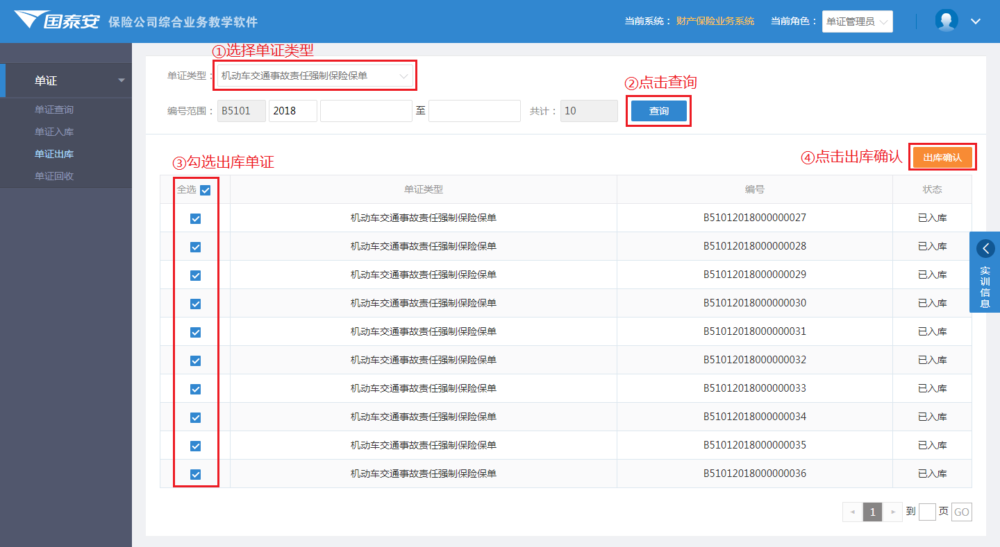 国泰安 保险公司综合业务教学软件 当前系统： 财产保险业务系统 当前角色： 单证管理员
单证
单证查询
单证入库
单证出库
单证回收
①选择单证类型
单证类型： 机动车交通事故责任强制保险保单
②点击查询
编号范围： B5101 2018 至 共计： 10 查询
③勾选出库单证
④点击出库确认 出库确认
全选 单证类型 编号 状态
机动车交通事故责任强制保险保单 B51012018000000027 已入库
机动车交通事故责任强制保险保单 B51012018000000028 已入库
机动车交通事故责任强制保险保单 B51012018000000029 已入库
机动车交通事故责任强制保险保单 B51012018000000030 已入库
机动车交通事故责任强制保险保单 B51012018000000031 已入库
机动车交通事故责任强制保险保单 B51012018000000032 已入库
机动车交通事故责任强制保险保单 B51012018000000033 已入库
机动车交通事故责任强制保险保单 B51012018000000034 已入库
机动车交通事故责任强制保险保单 B51012018000000035 已入库
机动车交通事故责任强制保险保单 B51012018000000036 已入库
1 到 页 GO
实训信息